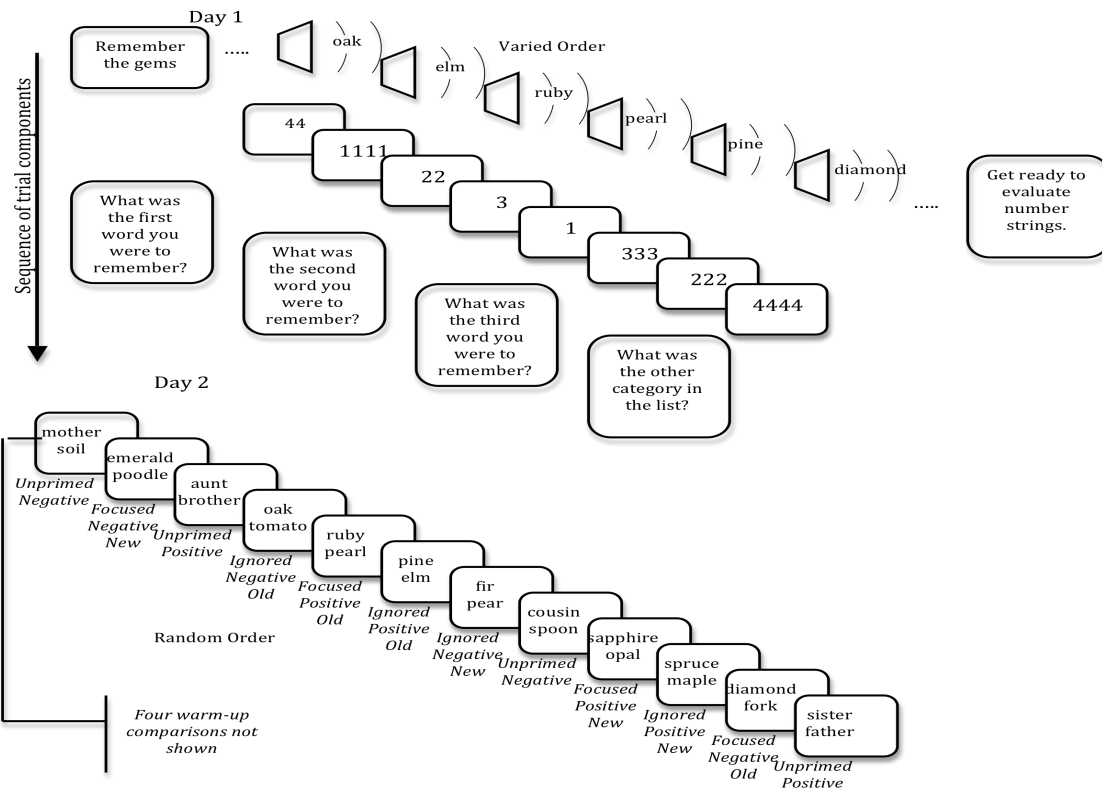 Day 1
Remember
the gems
.....
oak
elm
ruby
pearl
pine
diamond
Varied Order
.....
Get ready to
evaluate
number
strings.
Sequence of trial components
44
1111
22
3
1
333
222
4444
What was
the first
word you
were to
remember?
What was
the second
word you
were to
remember?
What was
the third
word you
were to
remember?
What was
the other
category in
the list?
Day 2
mother
soil
Unprimed
Negative
emerald
poodle
Focused
Negative
New
aunt
brother
Unprimed
Positive
oak
tomato
Ignored
Negative
Old
ruby
pearl
Focused
Positive
Old
pine
elm
Ignored
Positive
Old
fir
pear
Ignored
Negative
New
cousin
spoon
Unprimed
Negative
sapphire
opal
Focused
Positive
New
spruce
maple
Ignored
Positive
New
diamond
fork
Focused
Negative
Old
sister
father
Unprimed
Positive
Random Order
Four warm-up
comparisons not
shown